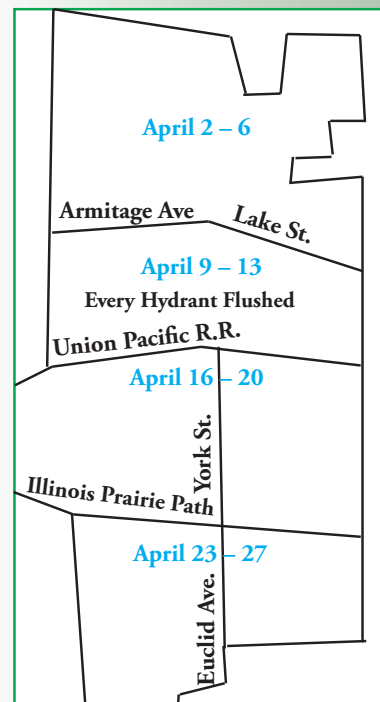 April 2 – 6
Armitage Ave
Lake St.
April 9 – 13
Every Hydrant Flushed
Union Pacific R.R.
April 16 – 20
York St.
Illinois Prairie Path
April 23 – 27
Euclid Ave.